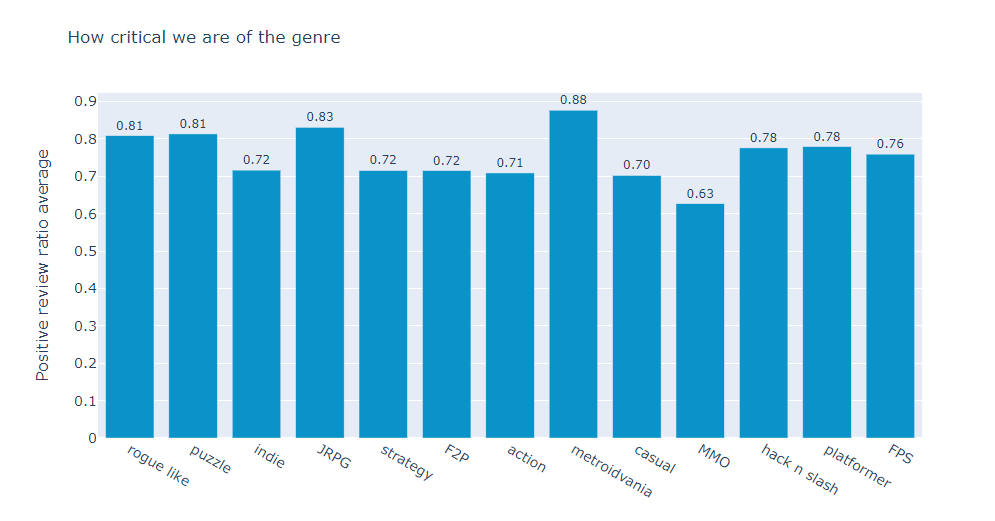 How critical we are of the genre
Positive review ratio average
0.9
0.8
0.7
0.6
0.5
0.4
0.3
0.2
0.1
0
0.81
0.81
0.72
0.83
0.72
0.72
0.71
0.88
0.70
0.63
0.78
0.78
0.76
rogue like
puzzle
indie
JRPG
strategy
F2P
action
metroidvania
casual
MMO
hack n slash
platformer
FPS